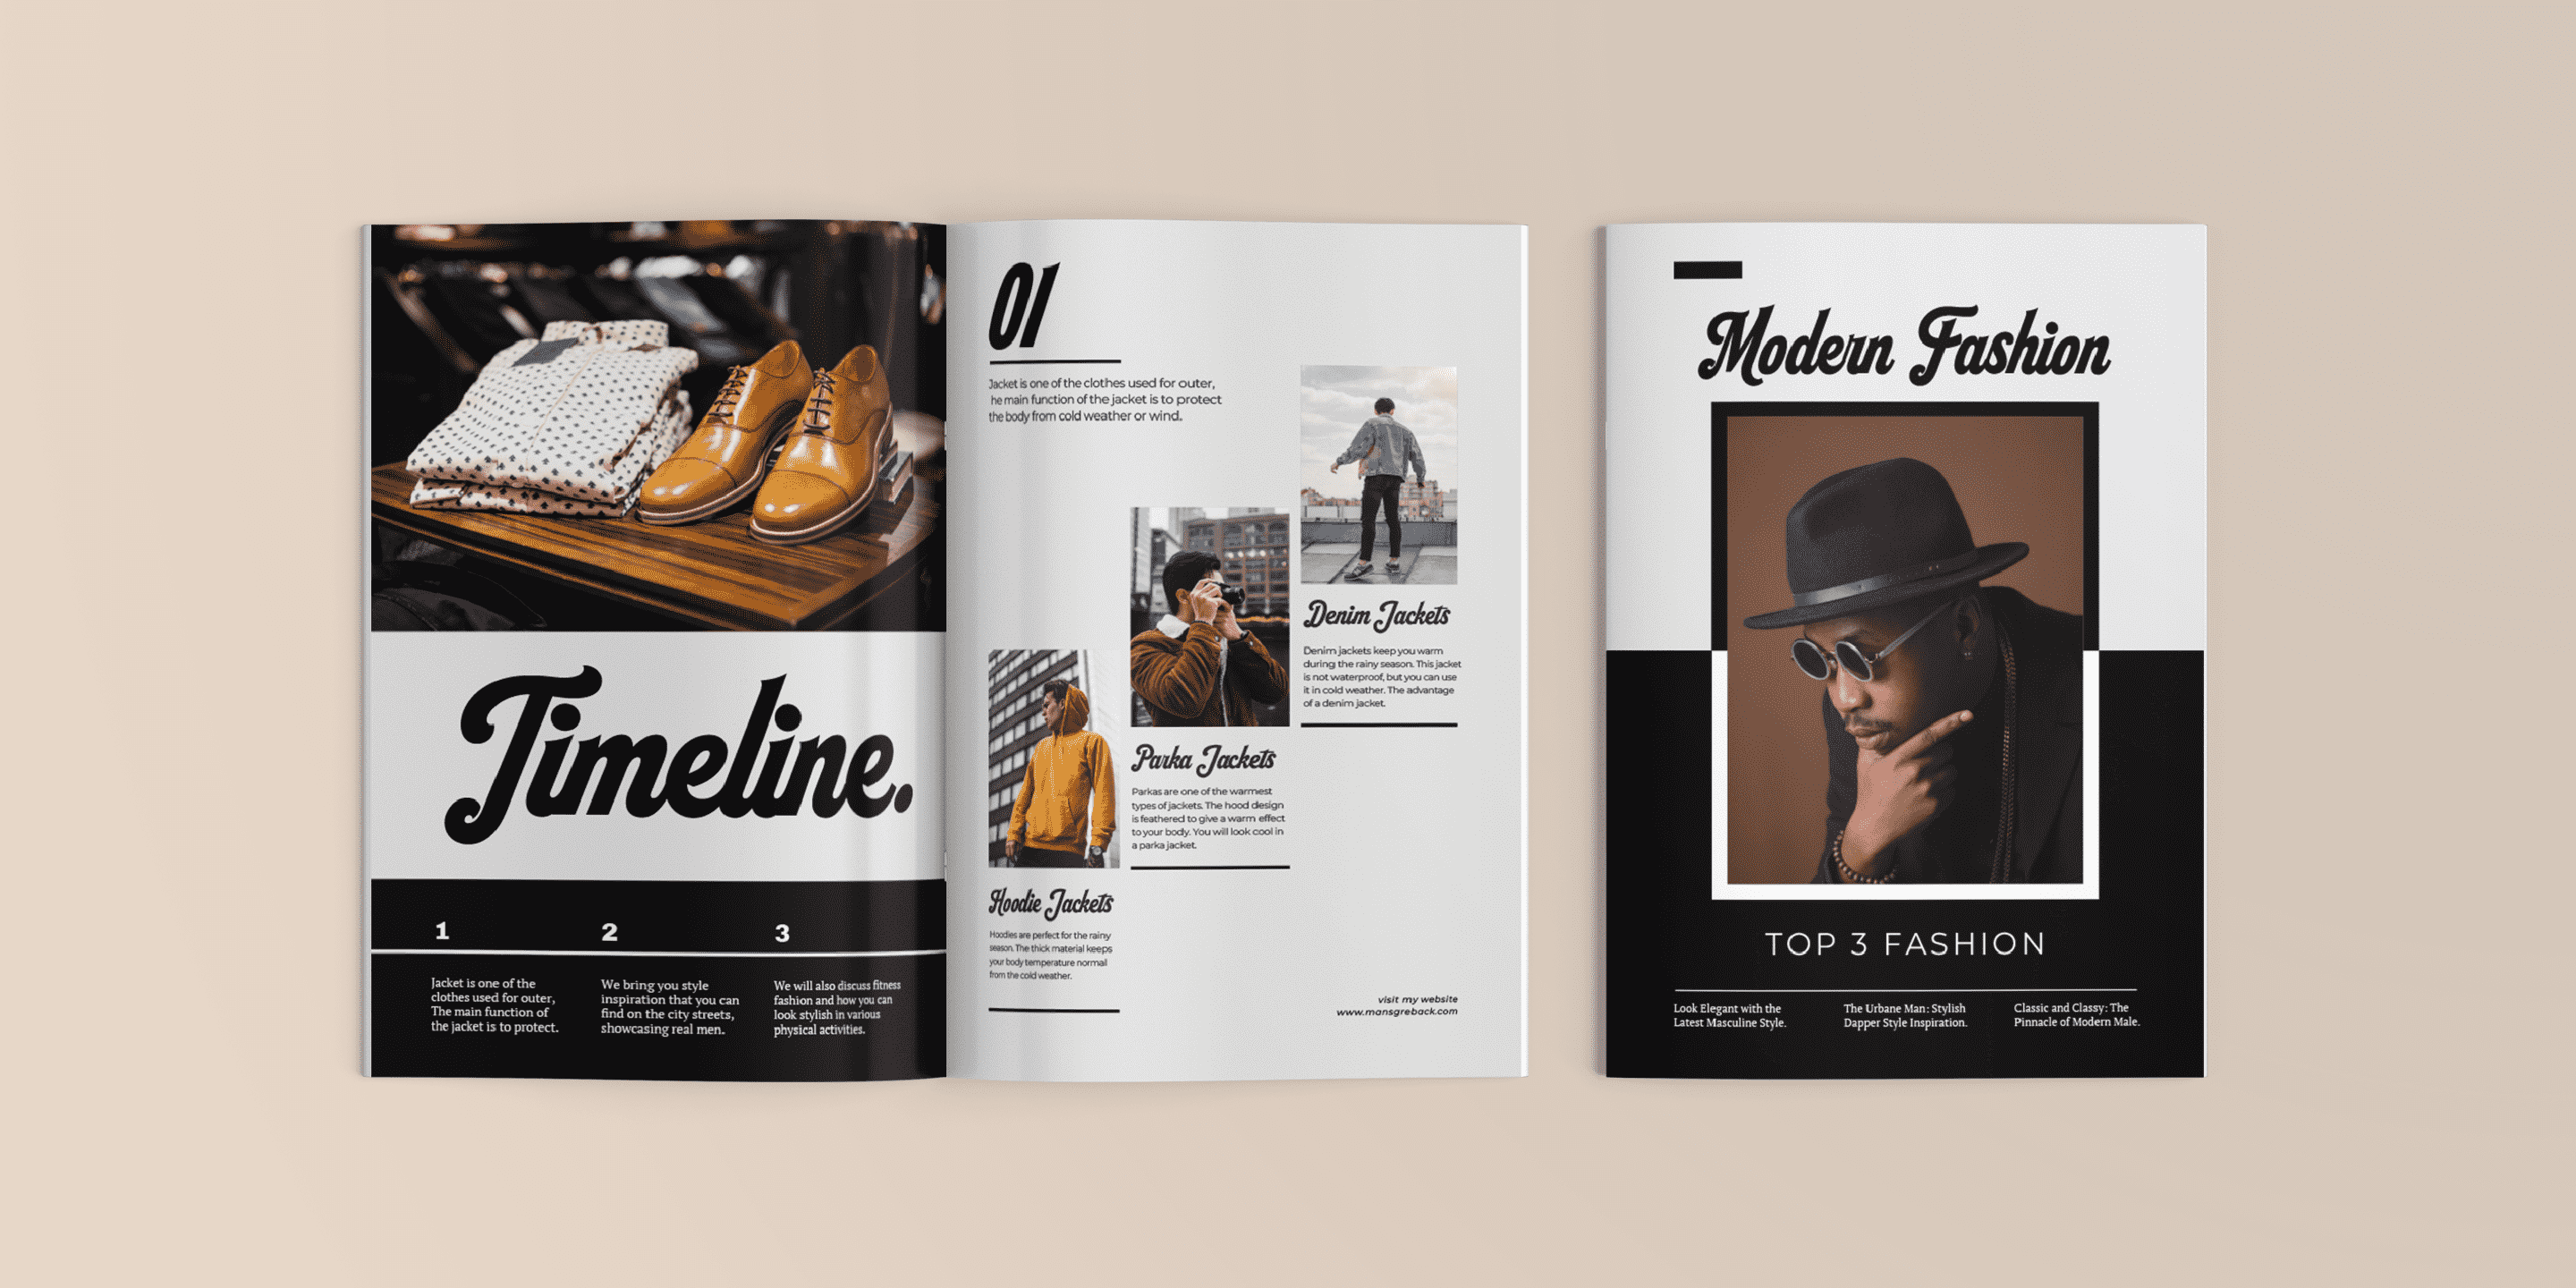 Timeline.
1
Jacket is one of the
clothes used for outer,
The main function of
the jacket is to protect.
2
We bring you style
inspiration that you can
find on the city streets,
showcasing real men.
3
We will also discuss fitness
fashion and how you can
look stylish in various
physical activities.
01
Jacket is one of the clothes used for outer,
he main function of the jacket is to protect
the body from cold weather or wind.
Hoodie Jackets
Hoodies are perfect for the rainy
season. The thick material keeps
your body temperature normal
from the cold weather.
Parka Jackets
Parkas are one of the warmest
types of jackets. The hood design
is feathered to give a warm effect
to your body. You will look cool in
a parka jacket.
Denim Jackets
Denim jackets keep you warm
during the rainy season. This jacket
is not waterproof, but you can use
it in cold weather. The advantage
of a denim jacket.
visit my website
www.mansgreback.com
Modern Fashion
TOP 3 FASHION
Look Elegant with the
Latest Masculine Style.
The Urbane Man: Stylish
Dapper Style Inspiration.
Classic and Classy: The
Pinnacle of Modern Male.